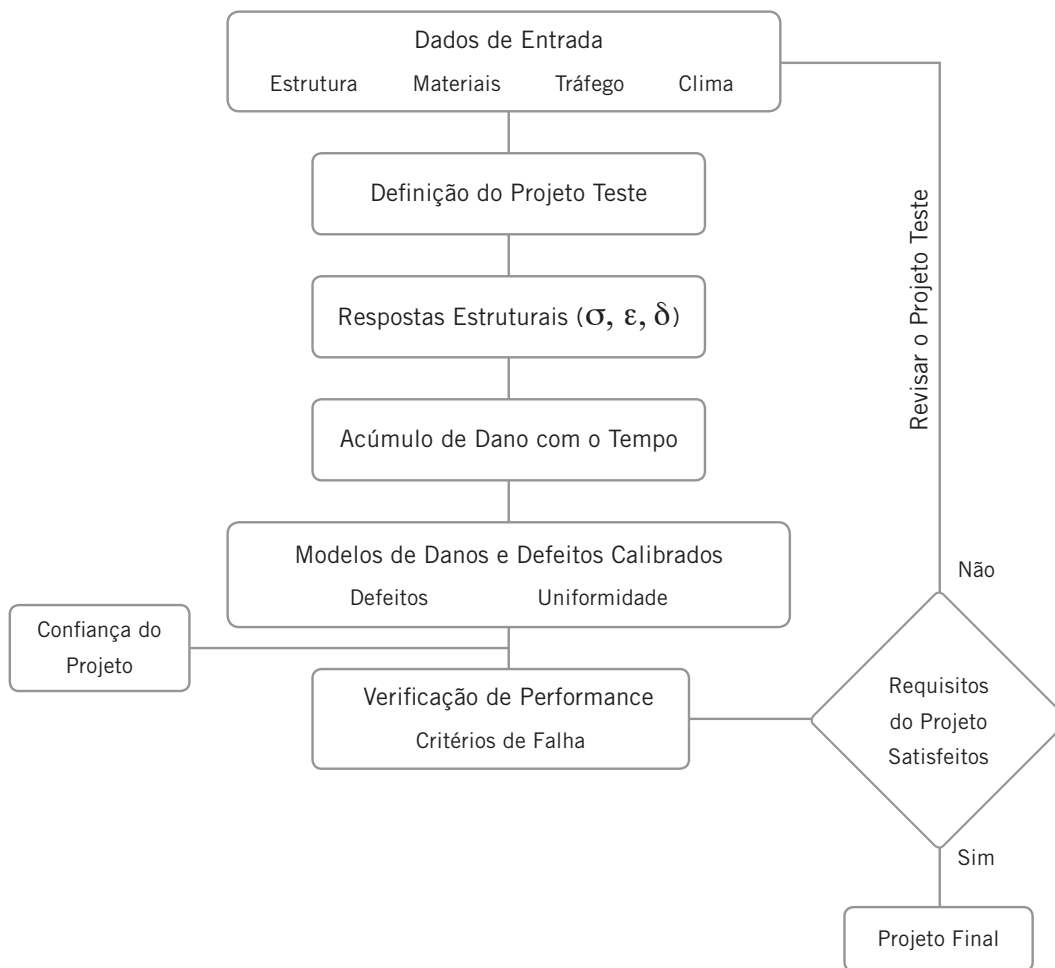 Dados de Entrada
Estrutura Materiais Tráfego Clima
Definição do Projeto Teste
Respostas Estruturais (σ, ε, δ)
Acúmulo de Dano com o Tempo
Modelos de Danos e Defeitos Calibrados
Defeitos Uniformidade
Confiança do
Projeto
Verificação de Performance
Critérios de Falha
Requisitos
do Projeto
Satisfeitos
Não
Revisar o Projeto Teste
Sim
Projeto Final